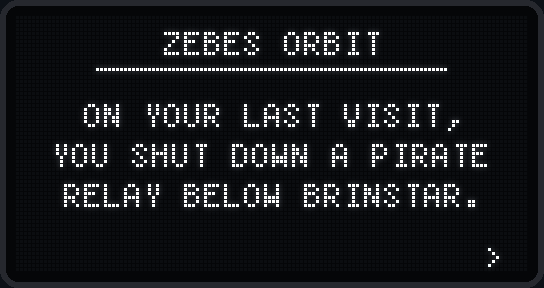 ZEBES ORBIT
ON YOUR LAST VISIT,
YOU SHUT DOWN A PIRATE
RELAY BELOW BRINSTAR.
>